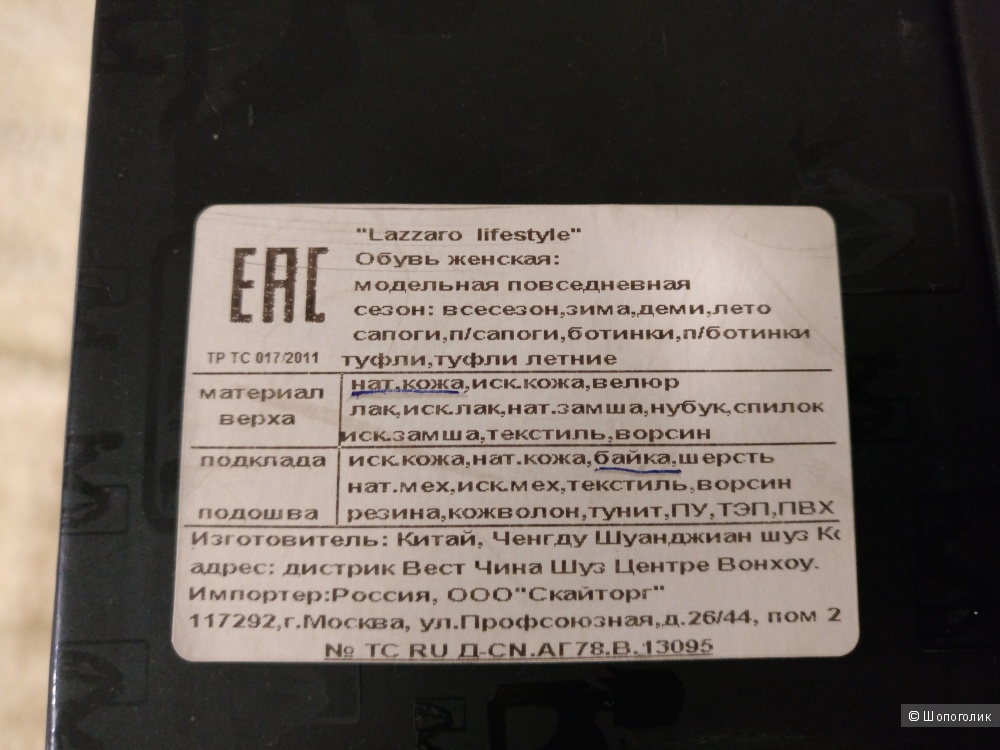 "Lazzaro lifestyle"
Обувь женская:
модельная повседневная
сезон: всесезон,зима,деми,лето
сапоги,п/сапоги,ботинки,п/ботинки
EAC
ТР ТС 017/2011
туфли,туфли летние
материал верха
нат.кожа,иск.кожа,велюр
лак,иск.лак,нат.замша,нубук,спилок
иск.замша,текстиль,ворсин
подклада
иск.кожа,нат.кожа,байка,шерсть
нат.мех,иск.мех,текстиль,ворсин
подошва
резина,кожволон,тунит,ПУ,ТЭП,ПВХ
Изготовитель: Китай, Ченгду Шуанджиан шуз Ко
адрес: дистрик Вест Чина Шуз Центре Вонхоу.
Импортер:Россия, ООО"Скайторг"
117292,г.Москва, ул.Профсоюзная,д.26/44, пом 2
№ ТС RU Д-CN.АГ78.В.13095
© Шопоголик